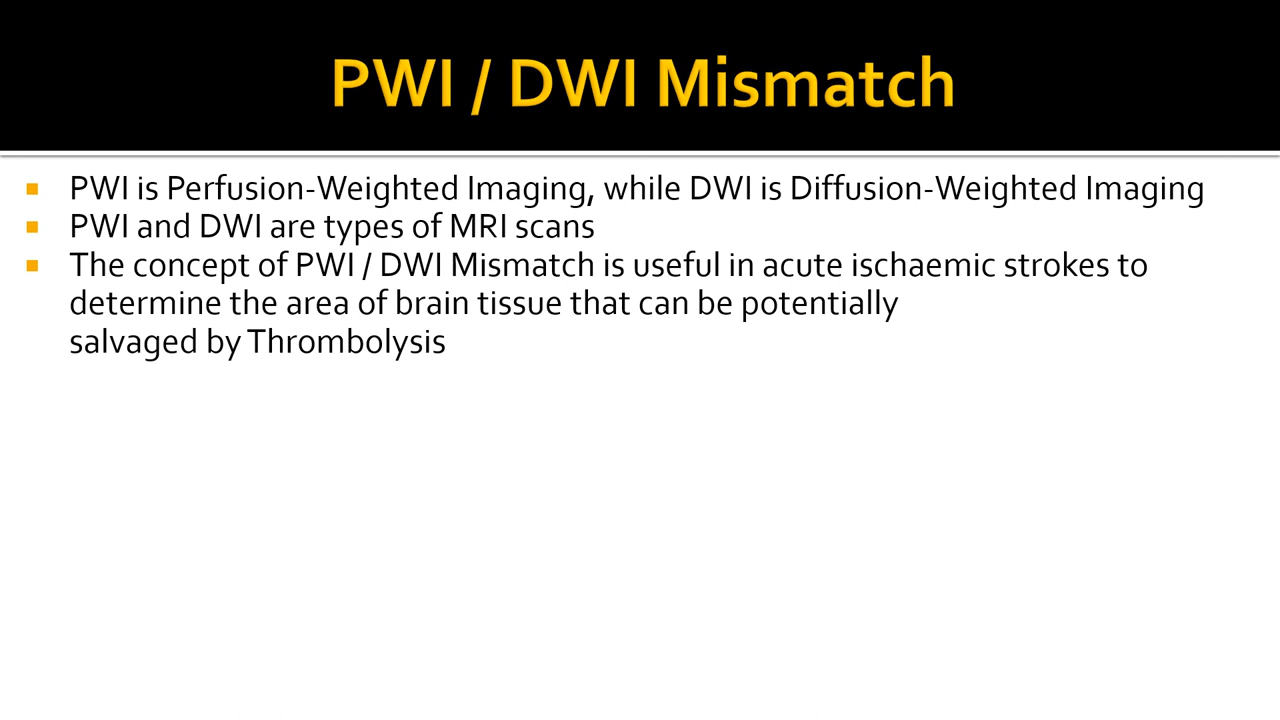 PWI / DWI Mismatch
PWI is Perfusion-Weighted Imaging, while DWI is Diffusion-Weighted Imaging
PWI and DWI are types of MRI scans
The concept of PWI / DWI Mismatch is useful in acute ischaemic strokes to
determine the area of brain tissue that can be potentially
salvaged by Thrombolysis